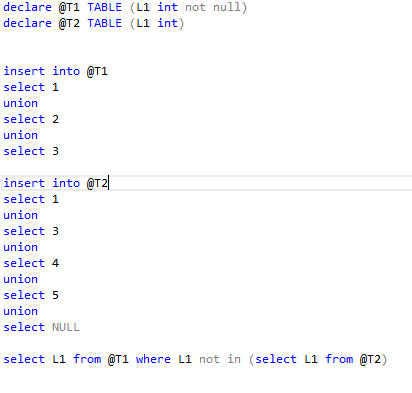 declare @T1 TABLE (L1 int not null)
declare @T2 TABLE (L1 int)
insert into @T1
select 1
union
select 2
union
select 3
insert into @T2
select 1
union
select 3
union
select 4
union
select 5
union
select NULL
select L1 from @T1 where L1 not in (select L1 from @T2)